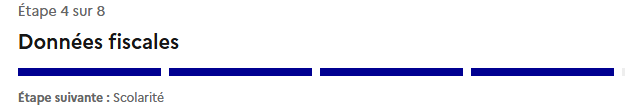 Étape 4 sur 8
Données fiscales
Étape suivante : Scolarité